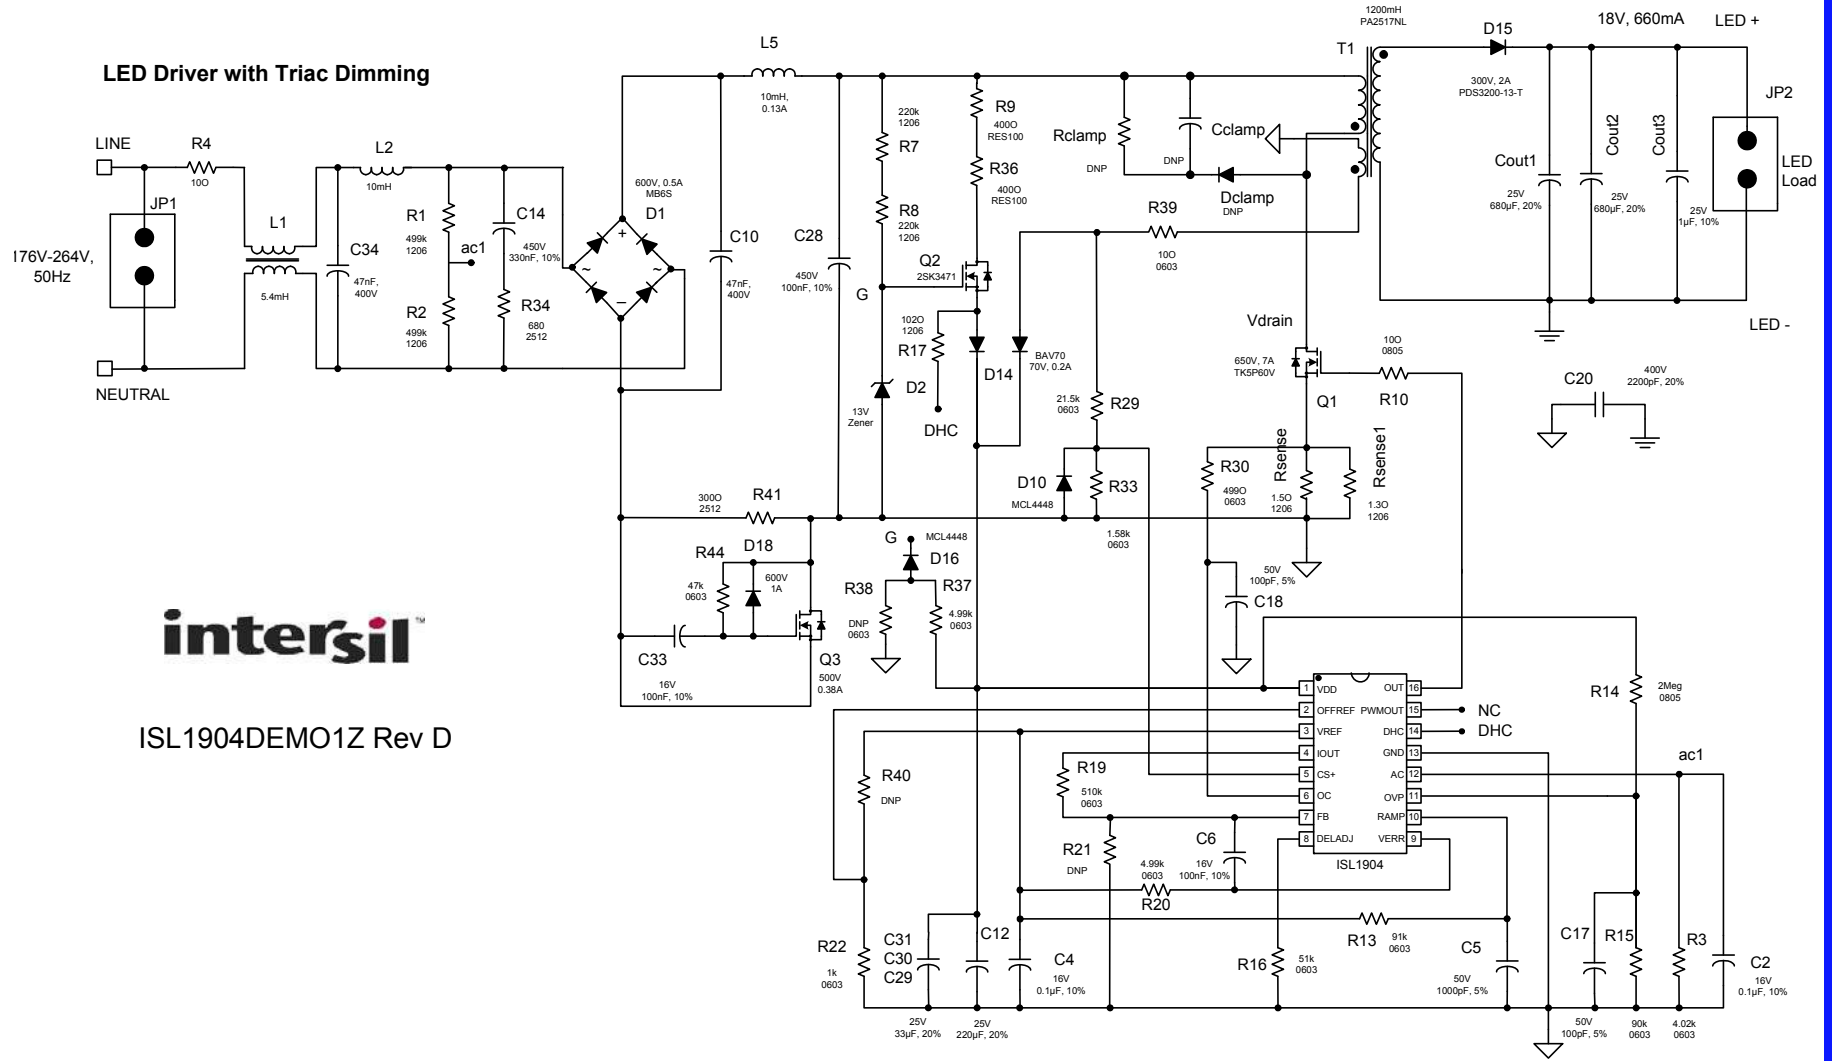 LED Driver with Triac Dimming
LINE
R4
10O
JP1
176V-264V,
50Hz
NEUTRAL
L1
5.4mH
C34
47nF,
400V
L2
10mH
R1
499k
1206
ac1
R2
499k
1206
C14
450V
330nF, 10%
R34
680
2512
600V, 0.5A
MB6S
D1
+
~
~
–
C10
47nF,
400V
L5
10mH,
0.13A
C28
450V
100nF, 10%
220k
1206
R7
R8
220k
1206
G
R9
400O
RES100
R36
400O
RES100
Q2
2SK3471
102O
1206
R17
D2
13V
Zener
DHC
D14
BAV70
70V, 0.2A
Rclamp
DNP
Cclamp
DNP
Dclamp
DNP
R39
10O
0603
1200mH
PA2517NL
T1
D15
300V, 2A
PDS3200-13-T
18V, 660mA
LED +
Cout1
25V
680µF, 20%
Cout2
25V
680µF, 20%
Cout3
25V
1µF, 10%
JP2
LED
Load
LED -
Vdrain
650V, 7A
TK5P60V
Q1
10O
0805
R10
C20
400V
2200pF, 20%
21.5k
0603
R29
D10
MCL4448
R33
1.58k
0603
R30
499O
0603
Rsense
1.5O
1206
Rsense1
1.3O
1206
50V
100pF, 5%
C18
300O
2512
R41
R44
47k
0603
D18
600V
1A
C33
16V
100nF, 10%
Q3
500V
0.38A
G
MCL4448
D16
R38
DNP
0603
R37
4.99k
0603
intersil™
ISL1904DEMO1Z Rev D
1 VDD OUT 16
2 OFFREF PWMOUT 15
3 VREF DHC 14
4 IOUT GND 13
5 CS+ AC 12
6 OC OVP 11
7 FB RAMP 10
8 DELADJ VERR 9
ISL1904
NC
DHC
R14
2Meg
0805
ac1
R40
DNP
R19
510k
0603
R21
DNP
C6
16V
100nF, 10%
4.99k
0603
R20
R22
1k
0603
C31
C30
C29
25V
33µF, 20%
C12
25V
220µF, 20%
C4
16V
0.1µF, 10%
R16
51k
0603
R13
91k
0603
C5
50V
1000pF, 5%
C17
50V
100pF, 5%
R15
90k
0603
R3
4.02k
0603
C2
16V
0.1µF, 10%